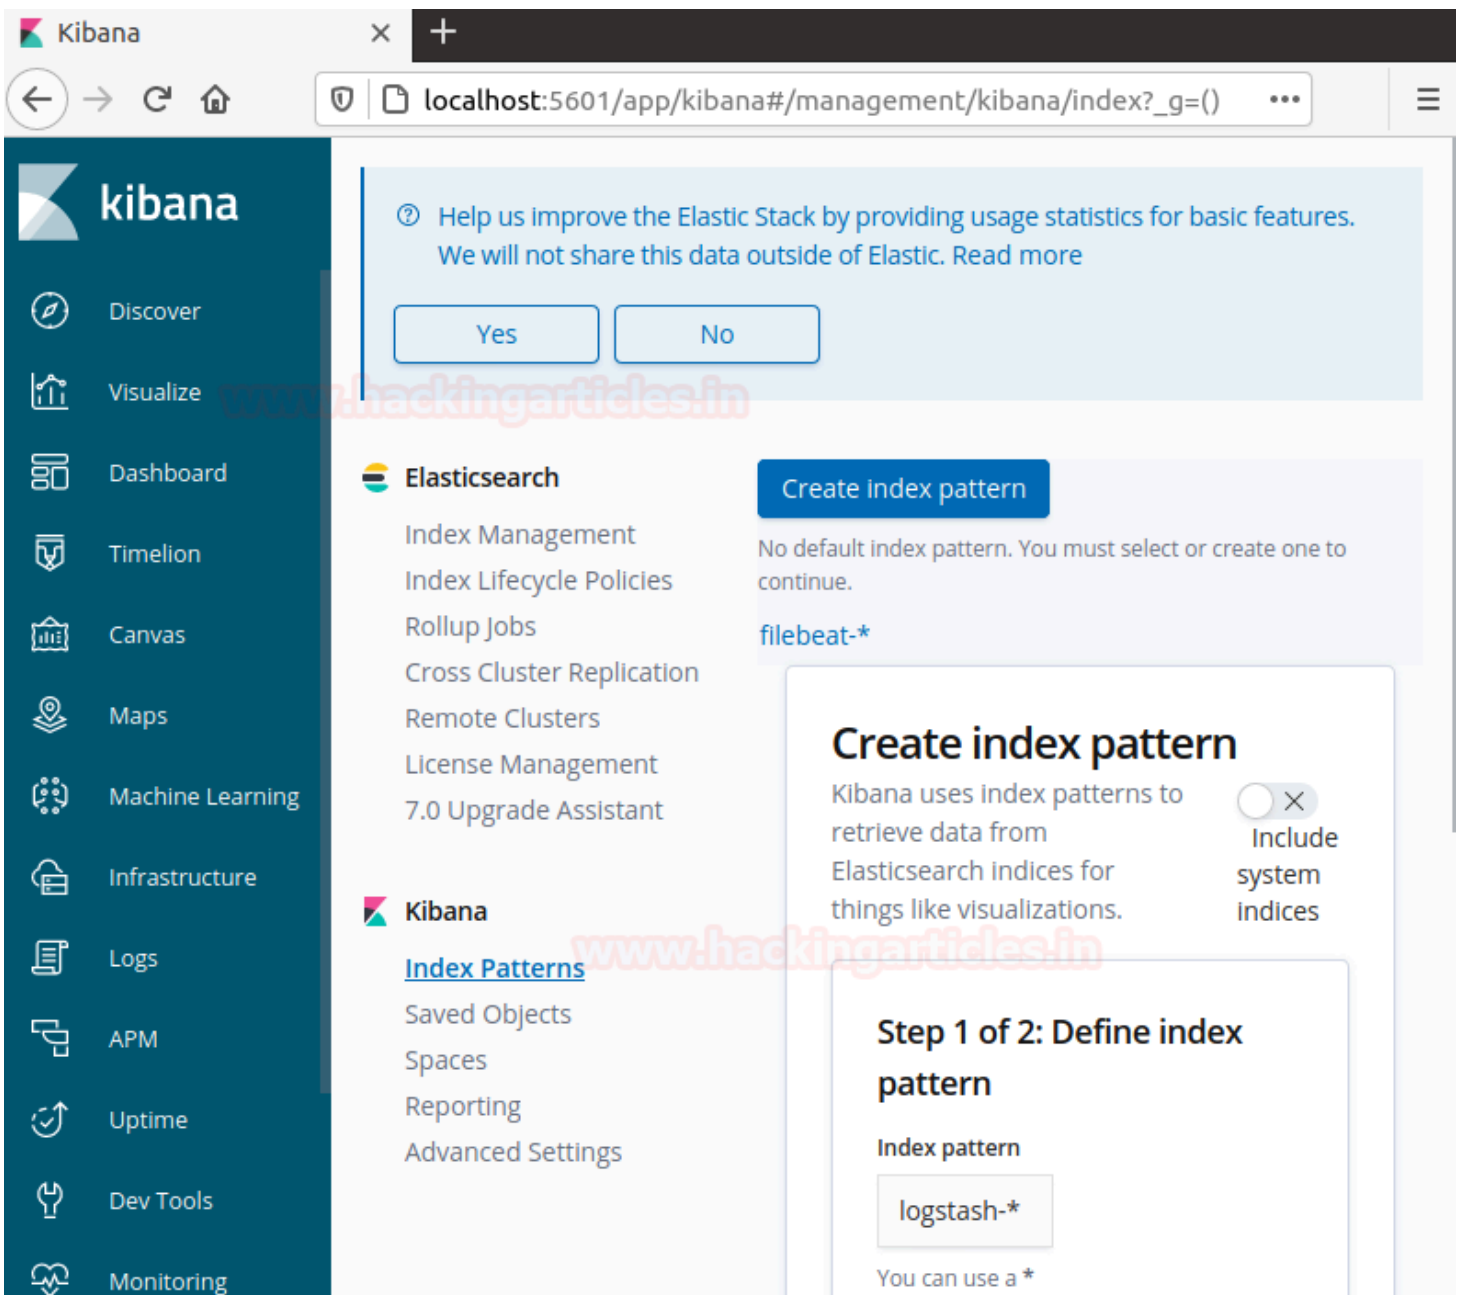 Kibana
localhost:5601/app/kibana#/management/kibana/index?_g=()
kibana
Discover
Visualize
Dashboard
Timelion
Canvas
Maps
Machine Learning
Infrastructure
Logs
APM
Uptime
Dev Tools
Monitoring
Help us improve the Elastic Stack by providing usage statistics for basic features.
We will not share this data outside of Elastic. Read more
Yes
No
www.hackingarticles.in
Elasticsearch
Index Management
Index Lifecycle Policies
Rollup Jobs
Cross Cluster Replication
Remote Clusters
License Management
7.0 Upgrade Assistant
Kibana
Index Patterns
Saved Objects
Spaces
Reporting
Advanced Settings
Create index pattern
No default index pattern. You must select or create one to
continue.
filebeat-*
Create index pattern
Kibana uses index patterns to
retrieve data from
Elasticsearch indices for
things like visualizations.
Include
system
indices
www.hackingarticles.in
Step 1 of 2: Define index
pattern
Index pattern
logstash-*
You can use a *